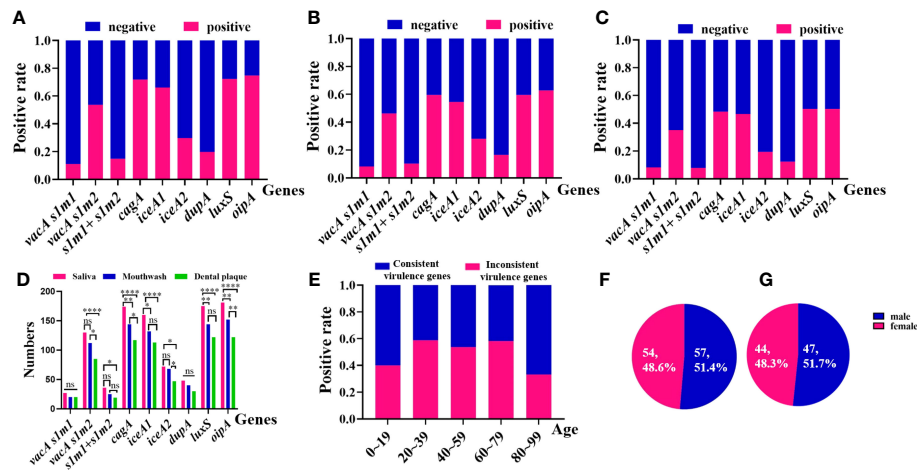 A
negative positive
Positive rate
1.0
0.8
0.6
0.4
0.2
0.0
Genes
vacA s1m1
vacA s1m2
s1m1+s1m2
cagA
iceA1
iceA2
dupA
luxS
oipA
B
negative positive
Positive rate
1.0
0.8
0.6
0.4
0.2
0.0
Genes
vacA s1m1
vacA s1m2
s1m1+s1m2
cagA
iceA1
iceA2
dupA
luxS
oipA
C
negative positive
Positive rate
1.0
0.8
0.6
0.4
0.2
0.0
Genes
vacA s1m1
vacA s1m2
s1m1+s1m2
cagA
iceA1
iceA2
dupA
luxS
oipA
D
Saliva Mouthwash Dental plaque
Numbers
200
150
100
50
0
ns
****
ns
*
*
ns
ns
****
**
*
****
*
ns
*
ns
*
ns
****
**
ns
****
**
**
Genes
vacA s1m1
vacA s1m2
s1m1+s1m2
cagA
iceA1
iceA2
dupA
luxS
oipA
E
Consistent
virulence genes
Inconsistent
virulence genes
Positive rate
1.0
0.8
0.6
0.4
0.2
0.0
Age
0~19
20~39
40~59
60~79
80~99
F
54,
48.6%
57,
51.4%
G
44,
48.3%
47,
51.7%
male
female